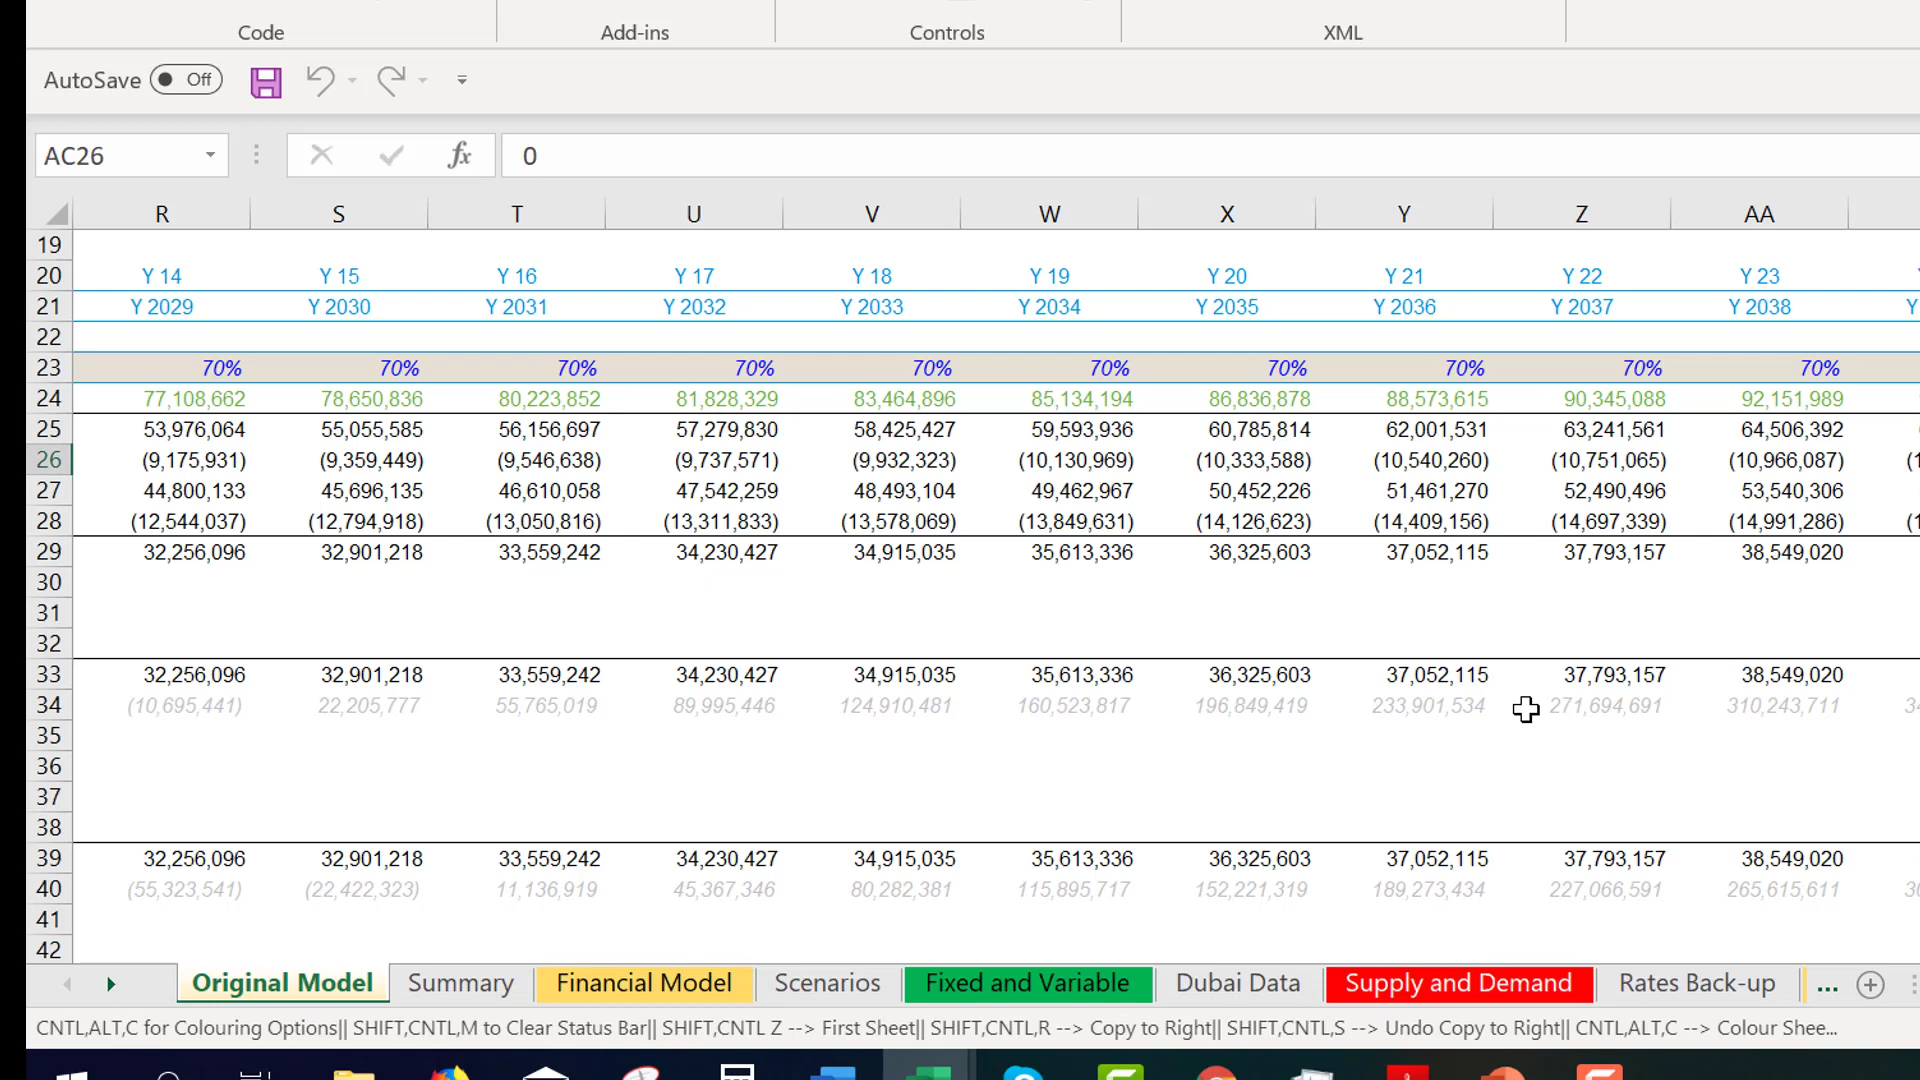 Code Add-ins Controls XML
AutoSave Off
AC26 fx 0
R S T U V W X Y Z AA
19
20 Y 14 Y 15 Y 16 Y 17 Y 18 Y 19 Y 20 Y 21 Y 22 Y 23
21 Y 2029 Y 2030 Y 2031 Y 2032 Y 2033 Y 2034 Y 2035 Y 2036 Y 2037 Y 2038 Y
22
23 70% 70% 70% 70% 70% 70% 70% 70% 70% 70%
24 77,108,662 78,650,836 80,223,852 81,828,329 83,464,896 85,134,194 86,836,878 88,573,615 90,345,088 92,151,989
25 53,976,064 55,055,585 56,156,697 57,279,830 58,425,427 59,593,936 60,785,814 62,001,531 63,241,561 64,506,392
26 (9,175,931) (9,359,449) (9,546,638) (9,737,571) (9,932,323) (10,130,969) (10,333,588) (10,540,260) (10,751,065) (10,966,087) (1
27 44,800,133 45,696,135 46,610,058 47,542,259 48,493,104 49,462,967 50,452,226 51,461,270 52,490,496 53,540,306
28 (12,544,037) (12,794,918) (13,050,816) (13,311,833) (13,578,069) (13,849,631) (14,126,623) (14,409,156) (14,697,339) (14,991,286) (1
29 32,256,096 32,901,218 33,559,242 34,230,427 34,915,035 35,613,336 36,325,603 37,052,115 37,793,157 38,549,020
30
31
32
33 32,256,096 32,901,218 33,559,242 34,230,427 34,915,035 35,613,336 36,325,603 37,052,115 37,793,157 38,549,020
34 (10,695,441) 22,205,777 55,765,019 89,995,446 124,910,481 160,523,817 196,849,419 233,901,534 271,694,691 310,243,711 34
35
36
37
38
39 32,256,096 32,901,218 33,559,242 34,230,427 34,915,035 35,613,336 36,325,603 37,052,115 37,793,157 38,549,020
40 (55,323,541) (22,422,323) 11,136,919 45,367,346 80,282,381 115,895,717 152,221,319 189,273,434 227,066,591 265,615,611 30
41
42
Original Model Summary Financial Model Scenarios Fixed and Variable Dubai Data Supply and Demand Rates Back-up ...
CNTL,ALT,C for Colouring Options|| SHIFT,CNTL,M to Clear Status Bar|| SHIFT,CNTL Z --> First Sheet|| SHIFT,CNTL,R --> Copy to Right|| SHIFT,CNTL,S --> Undo Copy to Right|| CNTL,ALT,C --> Colour Shee...